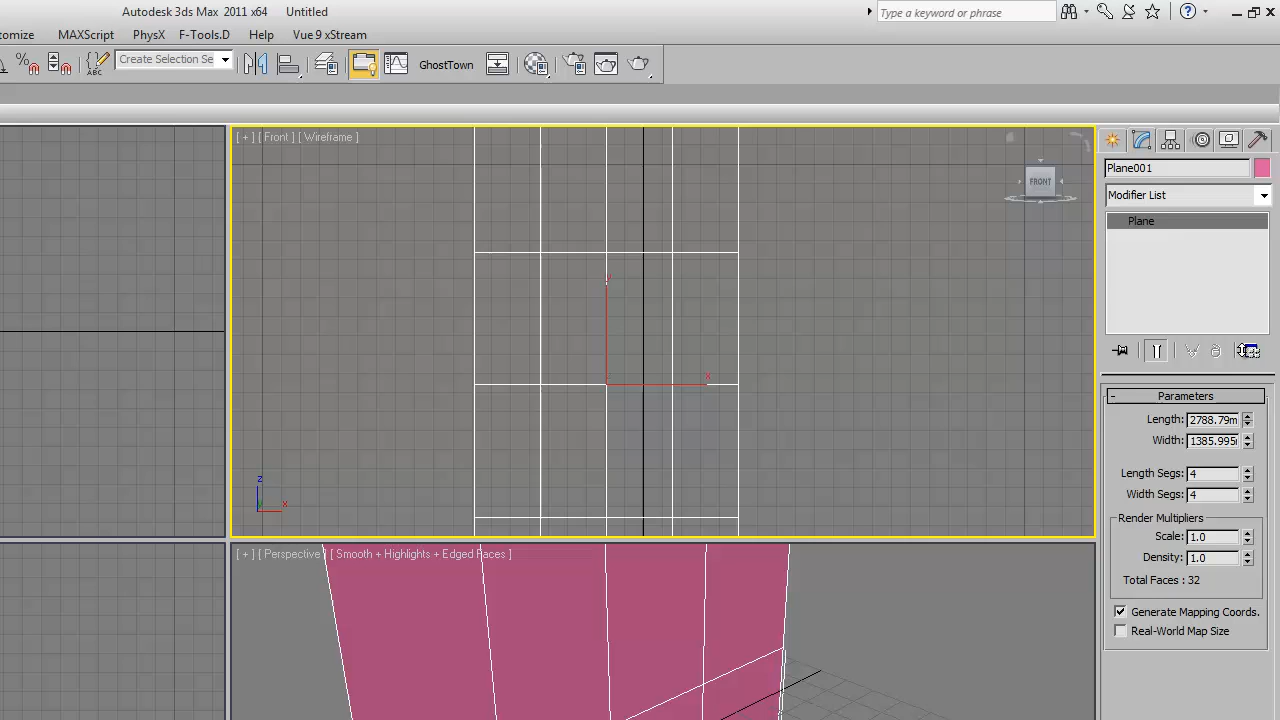 Autodesk 3ds Max 2011 x64 Untitled
Type a keyword or phrase
tomize MAXScript PhysX F-Tools.D Help Vue 9 xStream
ABC Create Selection Se GhostTown
[ + ] [ Front ] [ Wireframe ]
FRONT
Plane001
Modifier List
Plane
y
x
z
x
Parameters
Length: 2788.79m
Width: 1385.995
Length Segs: 4
Width Segs: 4
Render Multipliers
Scale: 1.0
Density: 1.0
Total Faces : 32
Generate Mapping Coords.
Real-World Map Size
[ + ] [ Perspective ] [ Smooth + Highlights + Edged Faces ]